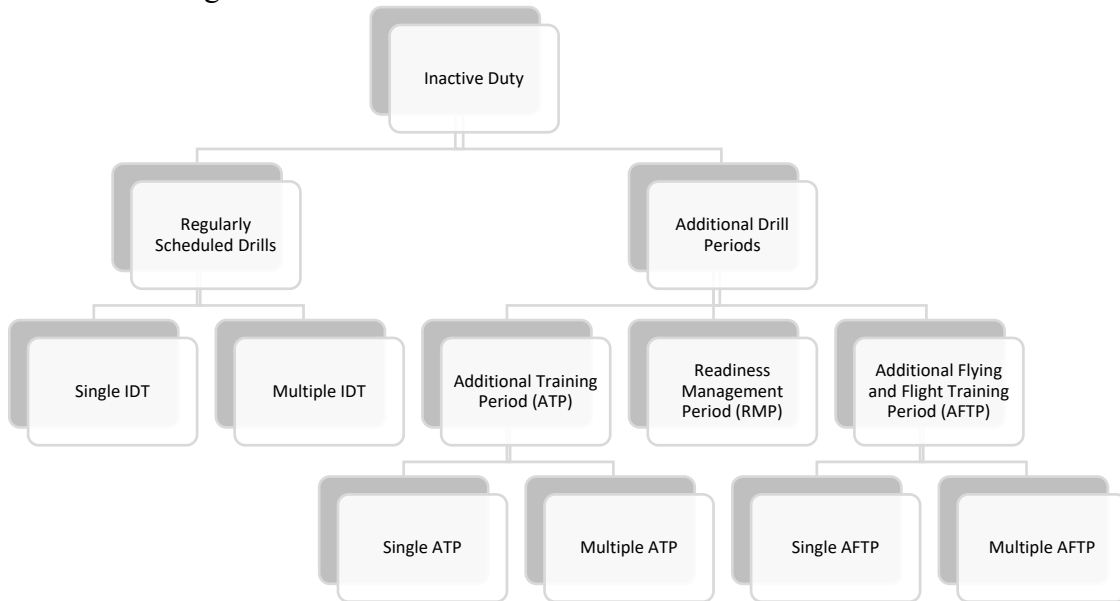 Inactive Duty
Regularly
Scheduled Drills
Additional Drill
Periods
Single IDT
Multiple IDT
Additional Training
Period (ATP)
Readiness
Management
Period (RMP)
Additional Flying
and Flight Training
Period (AFTP)
Single ATP
Multiple ATP
Single AFTP
Multiple AFTP